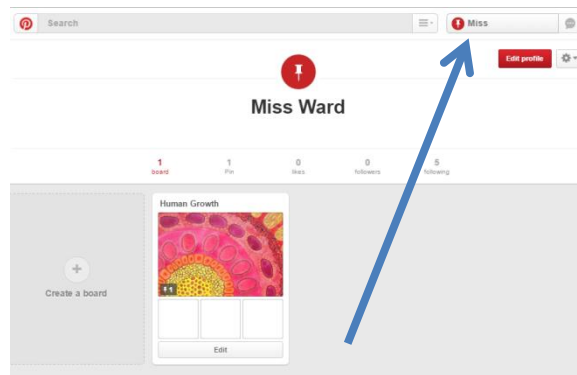 Search
Miss
Edit profile
Miss Ward
1 1 0 0 5
board Pin likes followers following
Human Growth
1
Create a board
Edit